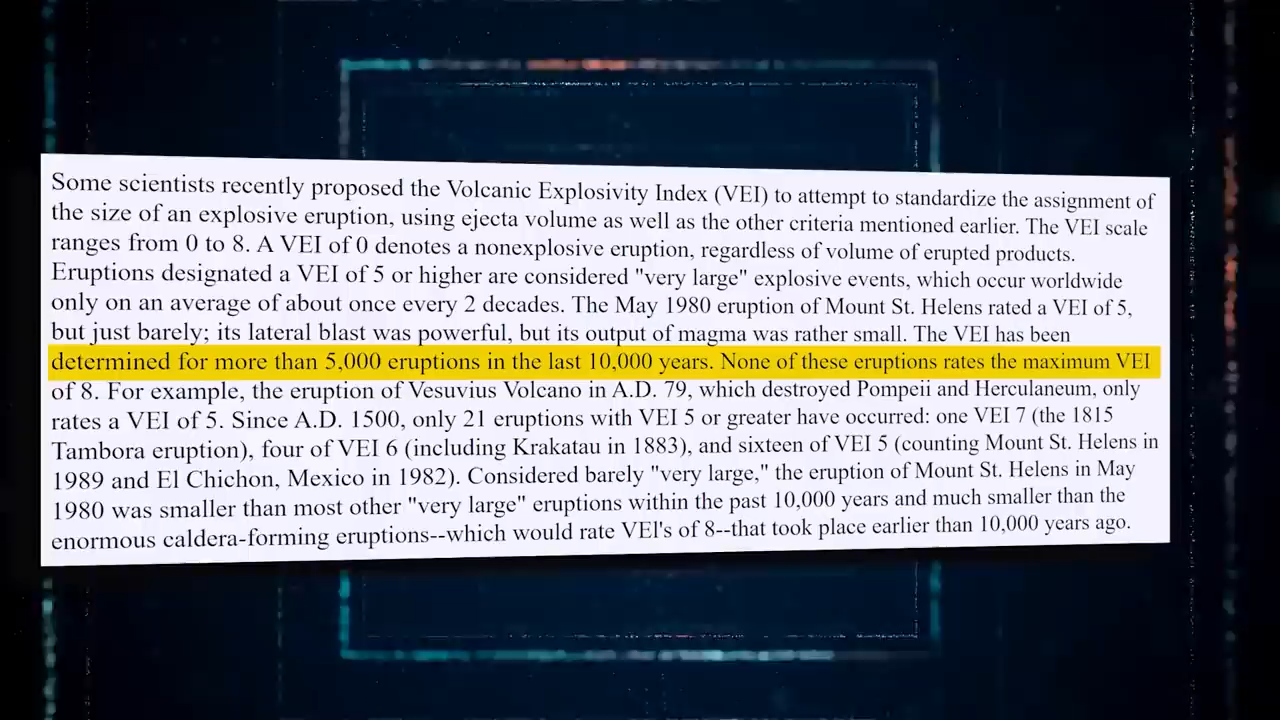 Some scientists recently proposed the Volcanic Explosivity Index (VEI) to attempt to standardize the assignment of
the size of an explosive eruption, using ejecta volume as well as the other criteria mentioned earlier. The VEI scale
ranges from 0 to 8. A VEI of 0 denotes a nonexplosive eruption, regardless of volume of erupted products.
Eruptions designated a VEI of 5 or higher are considered "very large" explosive events, which occur worldwide
only on an average of about once every 2 decades. The May 1980 eruption of Mount St. Helens rated a VEI of 5,
but just barely; its lateral blast was powerful, but its output of magma was rather small. The VEI has been
determined for more than 5,000 eruptions in the last 10,000 years. None of these eruptions rates the maximum VEI
of 8. For example, the eruption of Vesuvius Volcano in A.D. 79, which destroyed Pompeii and Herculaneum, only
rates a VEI of 5. Since A.D. 1500, only 21 eruptions with VEI 5 or greater have occurred: one VEI 7 (the 1815
Tambora eruption), four of VEI 6 (including Krakatau in 1883), and sixteen of VEI 5 (counting Mount St. Helens in
1989 and El Chichon, Mexico in 1982). Considered barely "very large," the eruption of Mount St. Helens in May
1980 was smaller than most other "very large" eruptions within the past 10,000 years and much smaller than the
enormous caldera-forming eruptions--which would rate VEI's of 8--that took place earlier than 10,000 years ago.